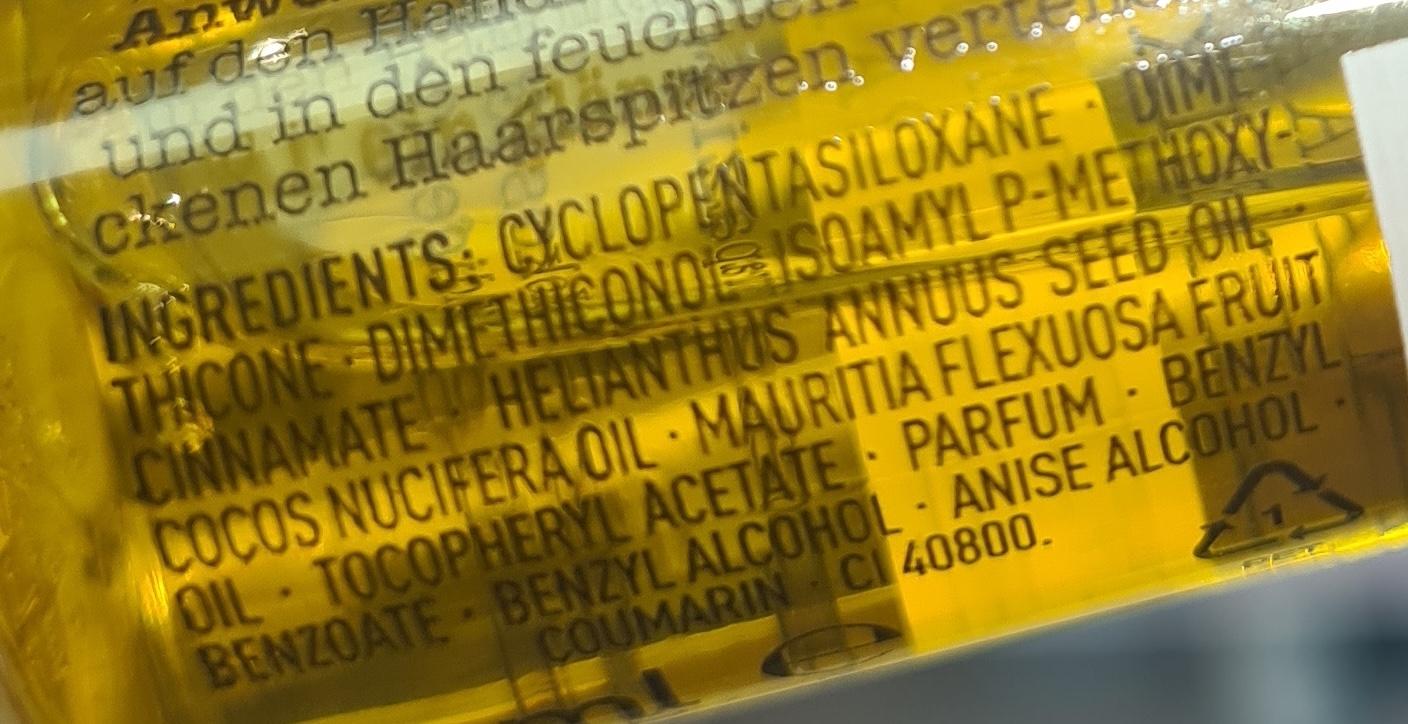 auf den
und in den feuchten
chenen Haarspitzen
INGREDIENTS: CYCLOPENTASILOXANE · DIME-
THICONE · DIMETHICONOL · ISOAMYL P-METHOXY-
CINNAMATE · HELIANTHUS ANNUUS SEED OIL ·
COCOS NUCIFERA OIL · MAURITIA FLEXUOSA FRUIT
OIL · TOCOPHERYL ACETATE · PARFUM · BENZYL
BENZOATE · BENZYL ALCOHOL · ANISE ALCOHOL ·
COUMARIN · CI 40800.
1